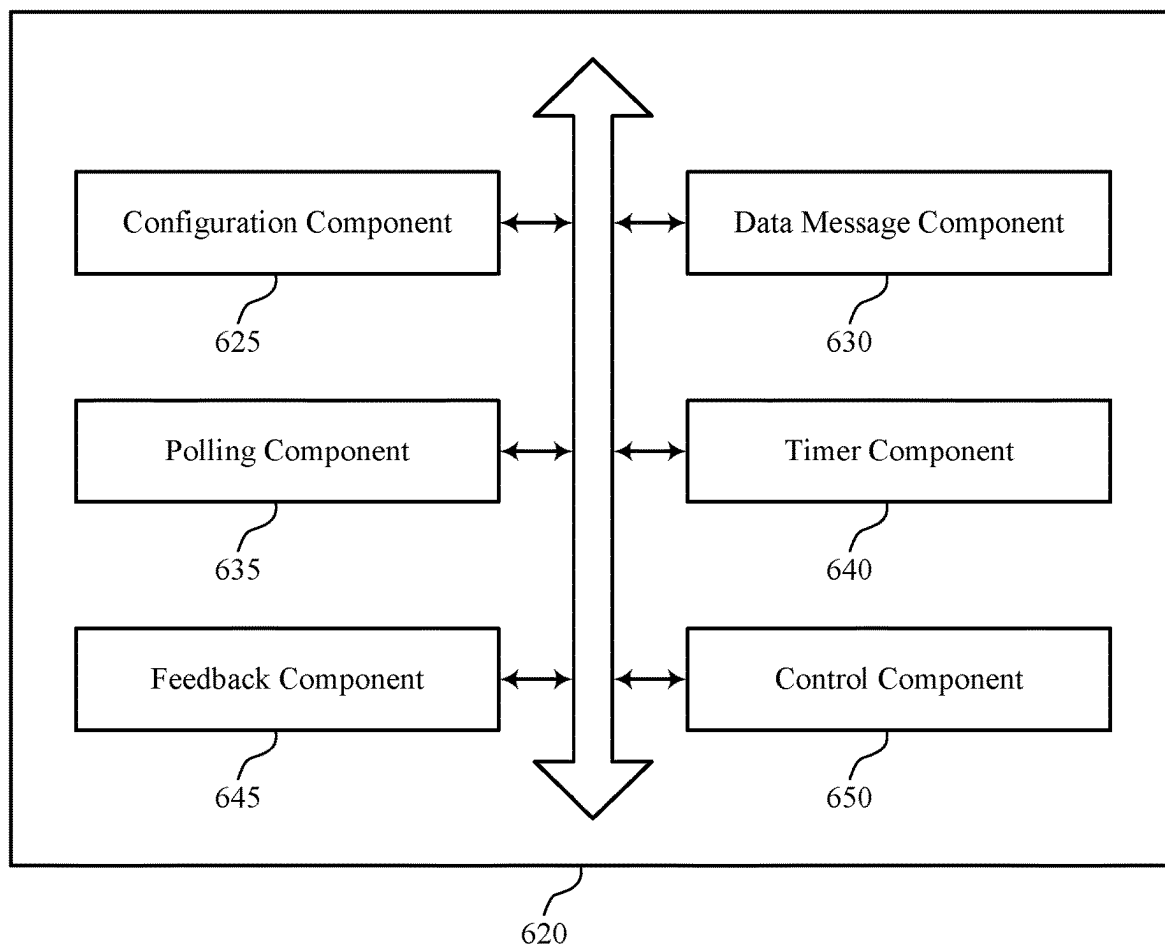 Configuration Component
Data Message Component
625
630
Polling Component
Timer Component
635
640
Feedback Component
Control Component
645
650
620